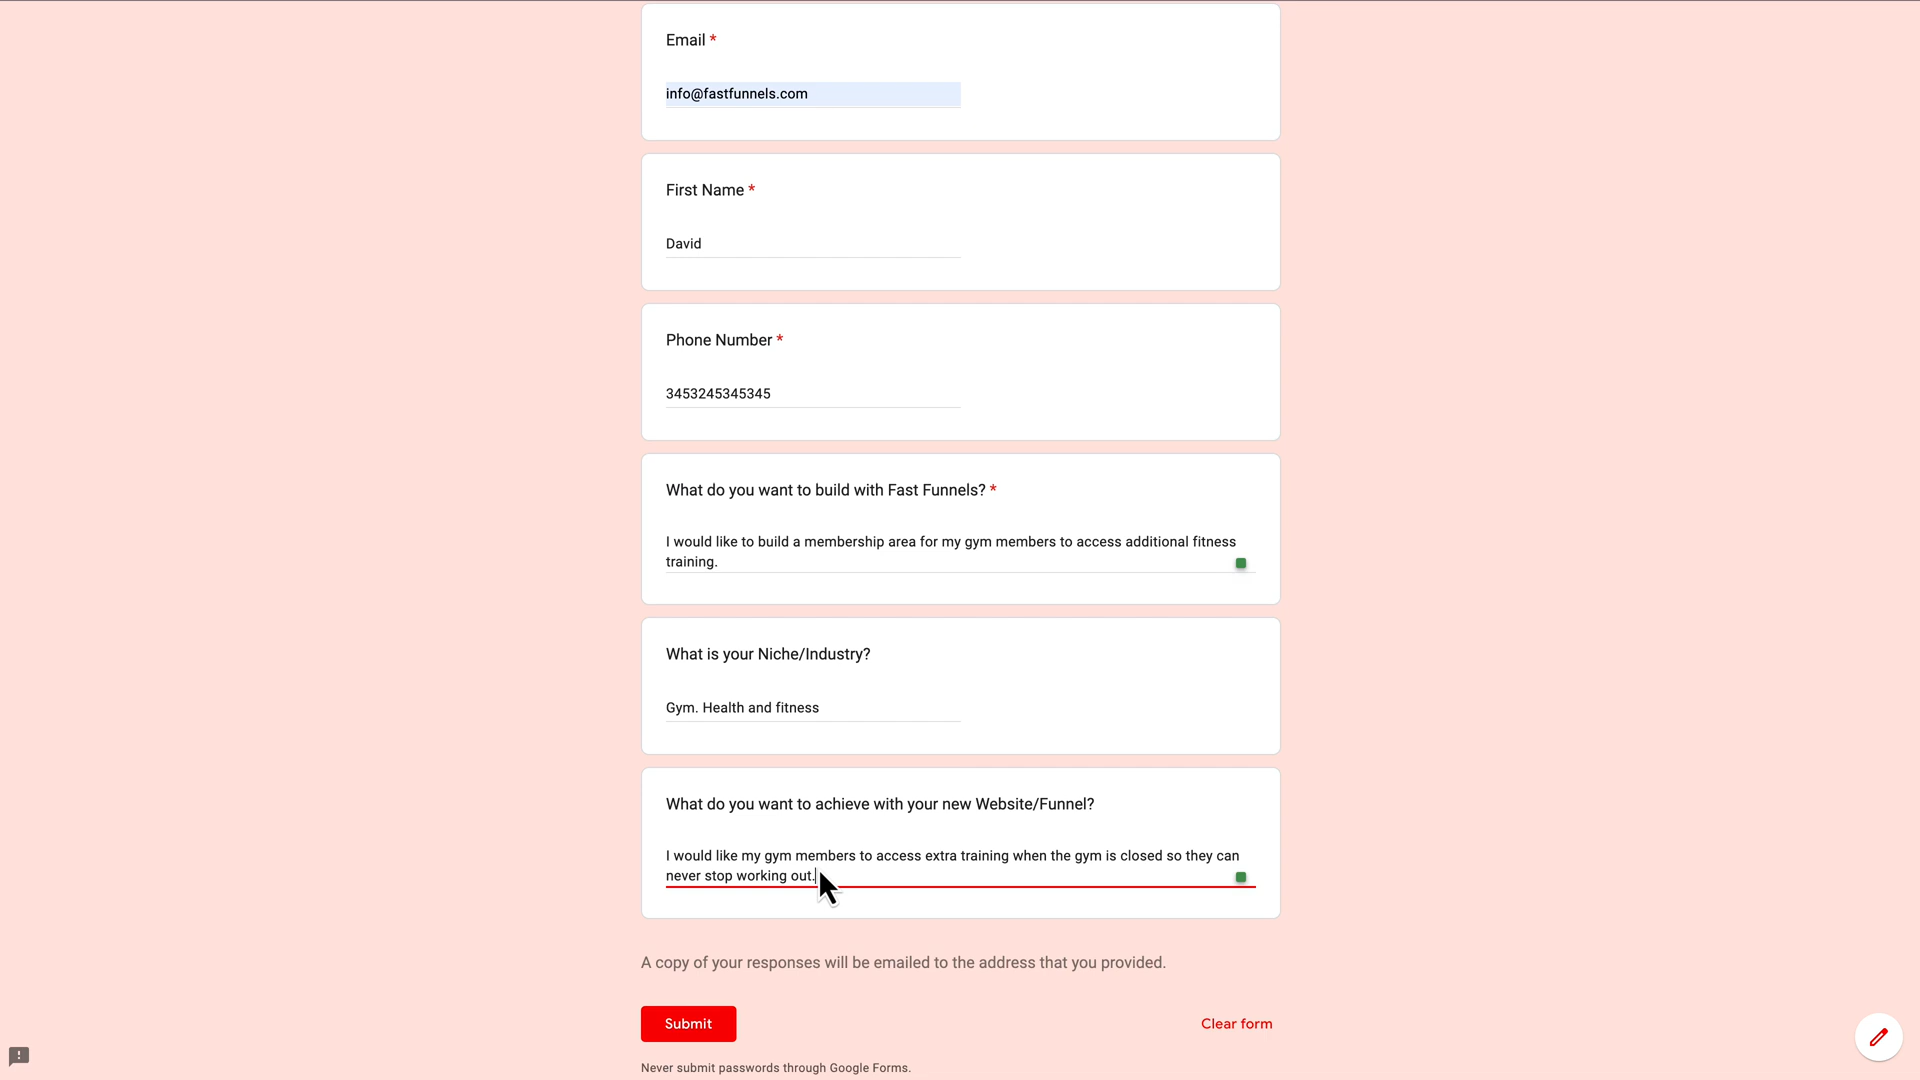 Email *
info@fastfunnels.com
First Name *
David
Phone Number *
3453245345345
What do you want to build with Fast Funnels? *
I would like to build a membership area for my gym members to access additional fitness
training.
What is your Niche/Industry?
Gym. Health and fitness
What do you want to achieve with your new Website/Funnel?
I would like my gym members to access extra training when the gym is closed so they can
never stop working out.
A copy of your responses will be emailed to the address that you provided.
Submit
Clear form
Never submit passwords through Google Forms.